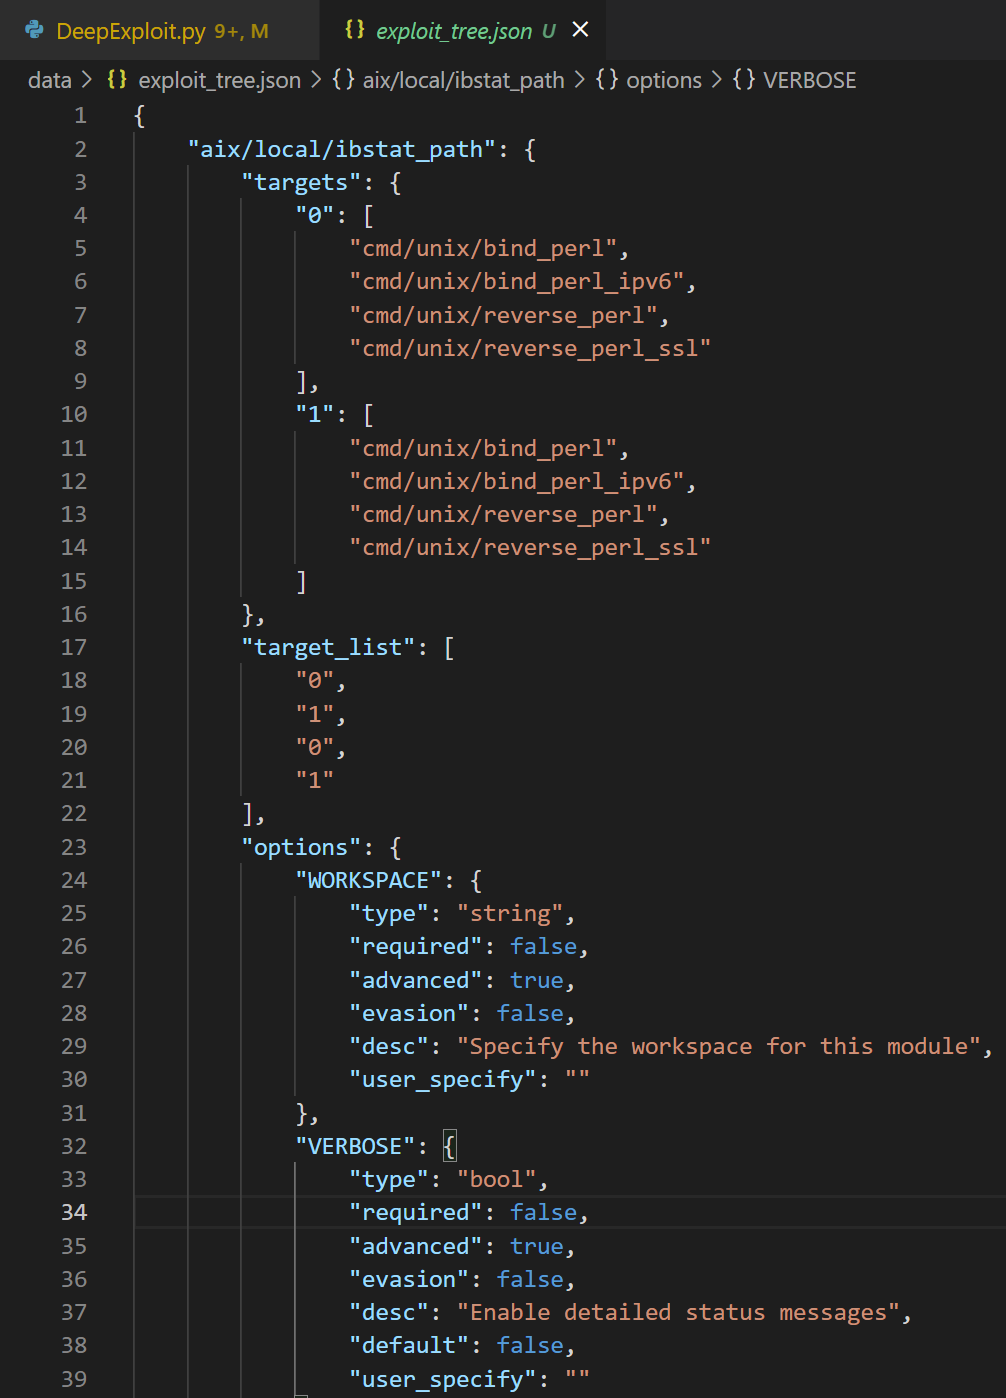 DeepExploit.py 9+, M {} exploit_tree.json U ×
data > {} exploit_tree.json > {} aix/local/ibstat_path > {} options > {} VERBOSE
1 {
2 "aix/local/ibstat_path": {
3 "targets": {
4 "0": [
5 "cmd/unix/bind_perl",
6 "cmd/unix/bind_perl_ipv6",
7 "cmd/unix/reverse_perl",
8 "cmd/unix/reverse_perl_ssl"
9 ],
10 "1": [
11 "cmd/unix/bind_perl",
12 "cmd/unix/bind_perl_ipv6",
13 "cmd/unix/reverse_perl",
14 "cmd/unix/reverse_perl_ssl"
15 ]
16 },
17 "target_list": [
18 "0",
19 "1",
20 "0",
21 "1"
22 ],
23 "options": {
24 "WORKSPACE": {
25 "type": "string",
26 "required": false,
27 "advanced": true,
28 "evasion": false,
29 "desc": "Specify the workspace for this module",
30 "user_specify": ""
31 },
32 "VERBOSE": {
33 "type": "bool",
34 "required": false,
35 "advanced": true,
36 "evasion": false,
37 "desc": "Enable detailed status messages",
38 "default": false,
39 "user_specify": ""